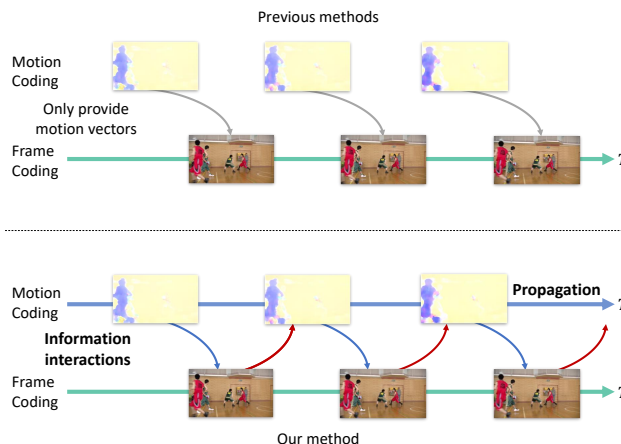 Previous methods
Motion
Coding
Only provide
motion vectors
Frame
Coding
Motion
Coding
Propagation
Information
interactions
Frame
Coding
Our method